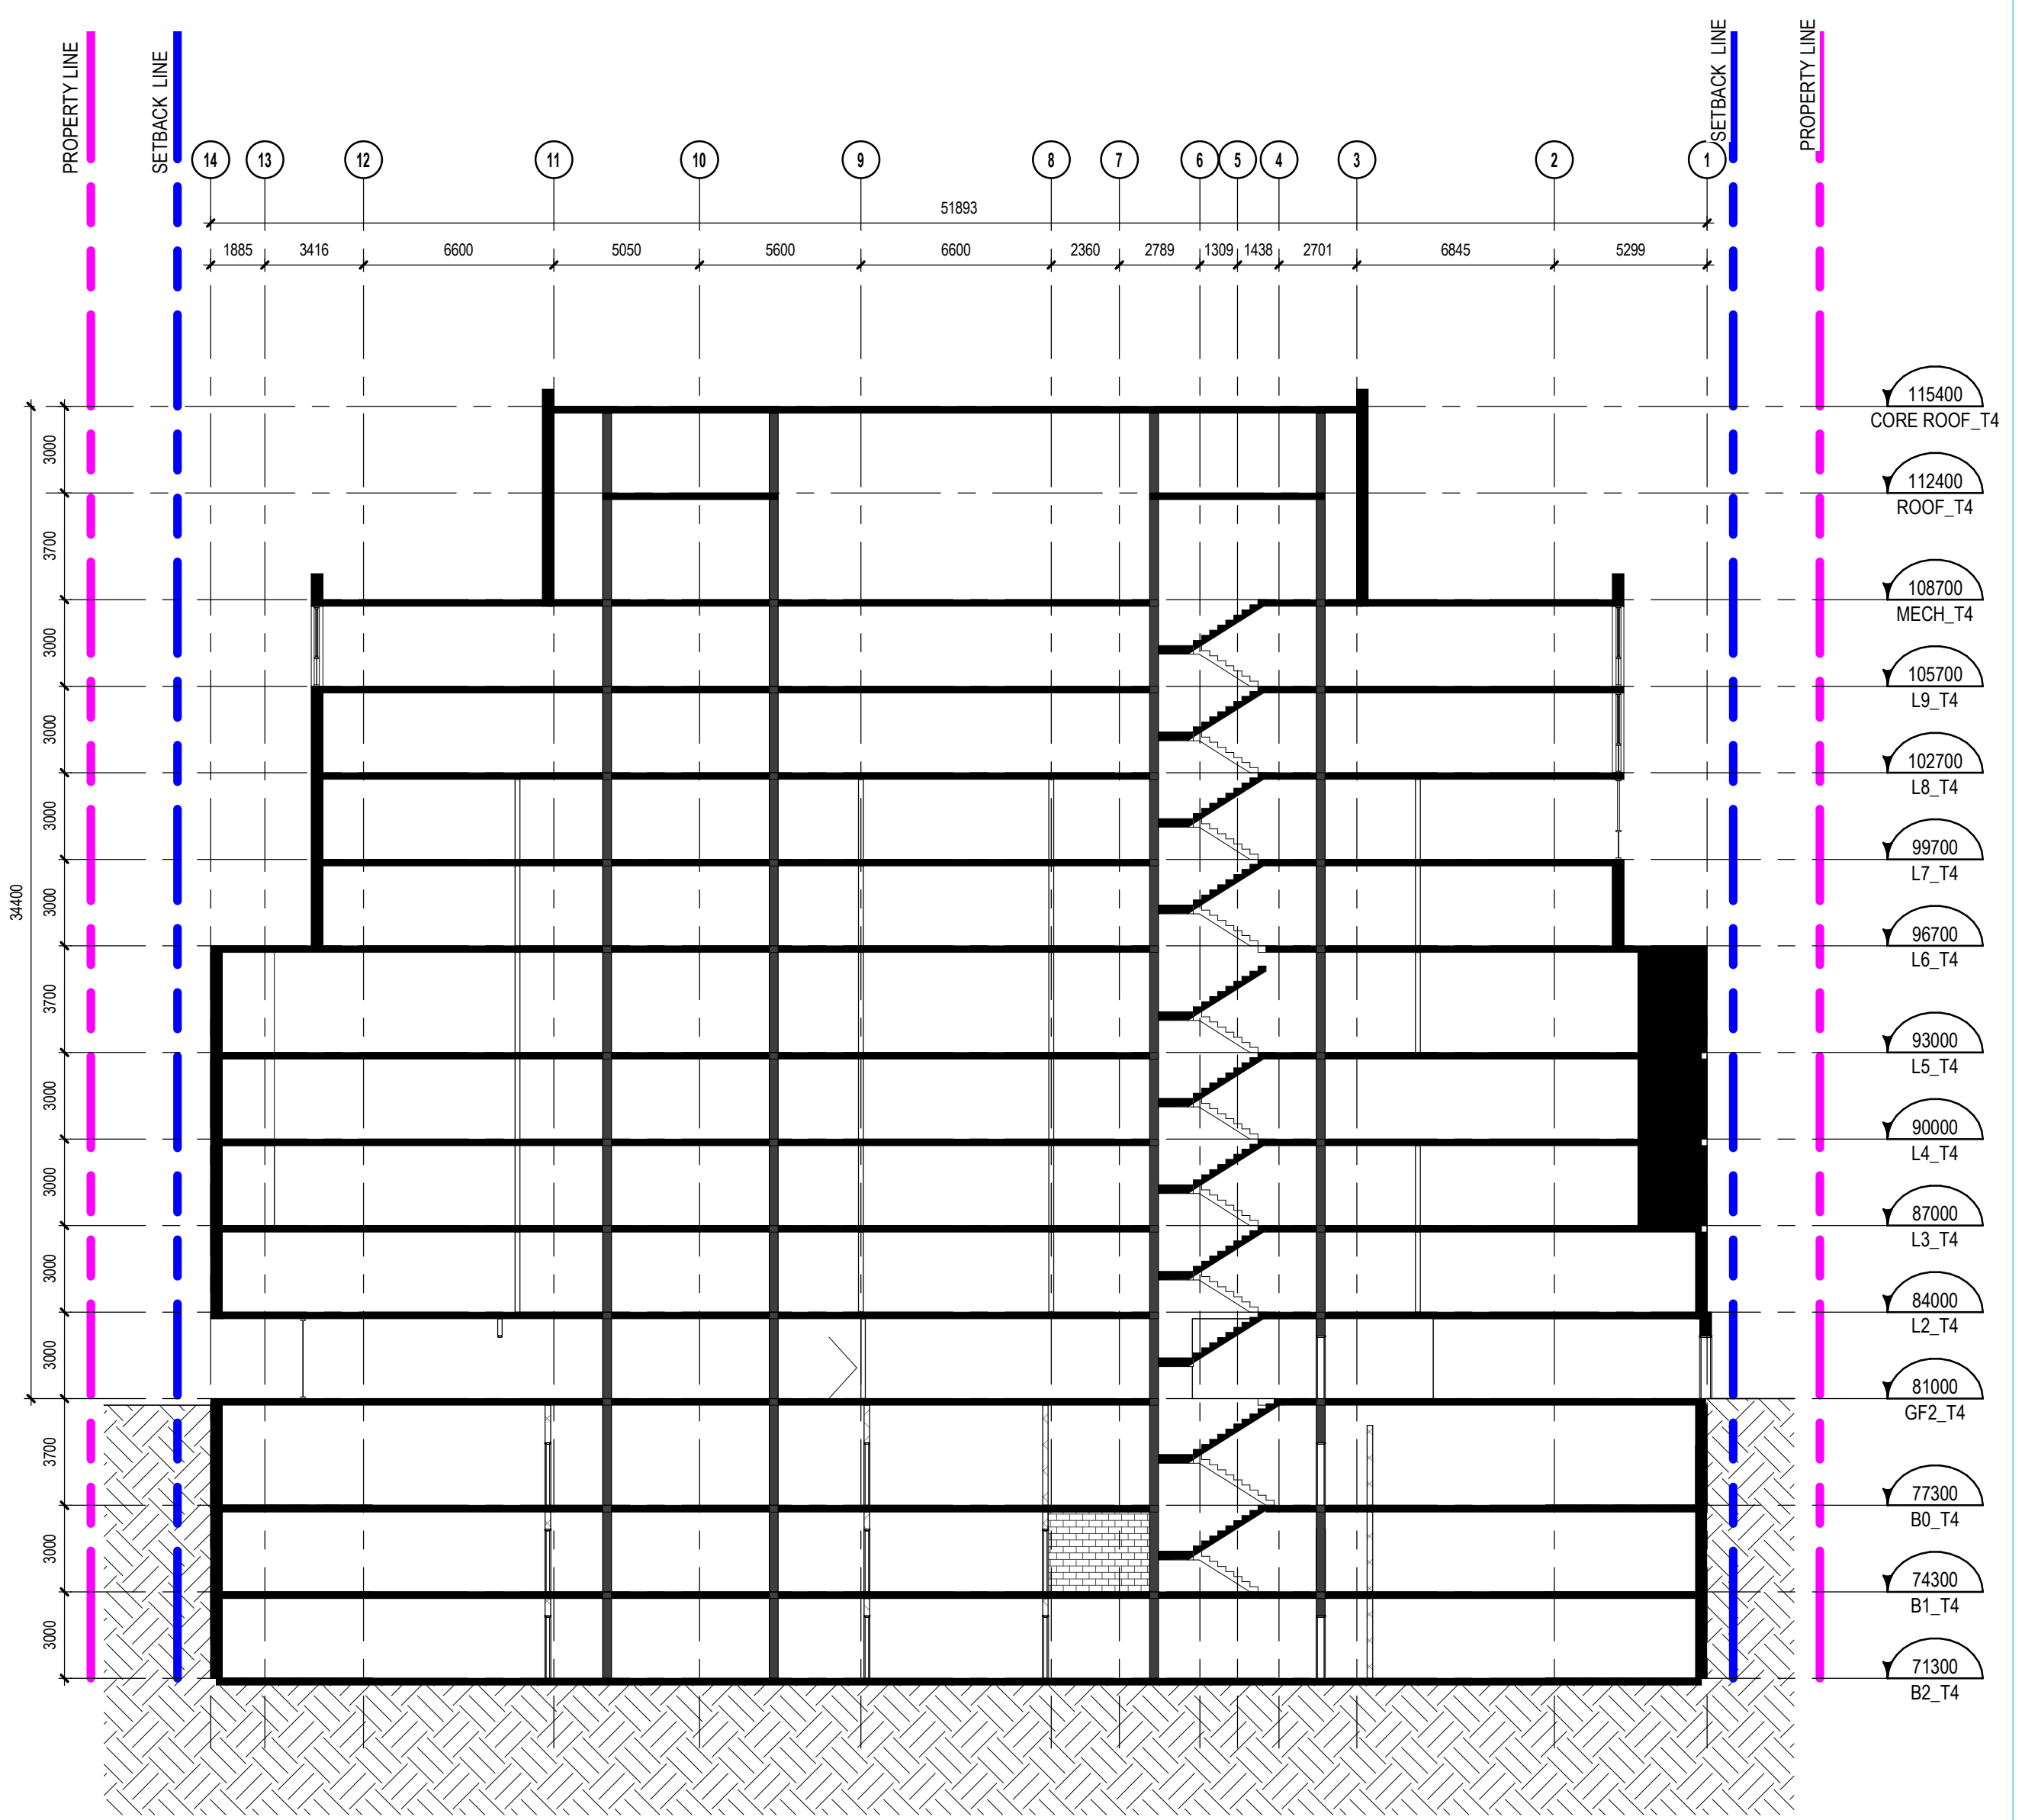 PROPERTY LINE
SETBACK LINE
SETBACK LINE
PROPERTY LINE
14 13 12 11 10 9 8 7 6 5 4 3 2 1
51893
1885 3416 6600 5050 5600 6600 2360 2789 1309 1438 2701 6845 5299
115400
CORE ROOF_T4
3000
112400
ROOF_T4
3700
108700
MECH_T4
3000
105700
L9_T4
3000
102700
L8_T4
3000
99700
L7_T4
34400
3000
96700
L6_T4
3700
93000
L5_T4
3000
90000
L4_T4
3000
87000
L3_T4
3000
84000
L2_T4
3000
81000
GF2_T4
3700
77300
B0_T4
3000
74300
B1_T4
3000
71300
B2_T4